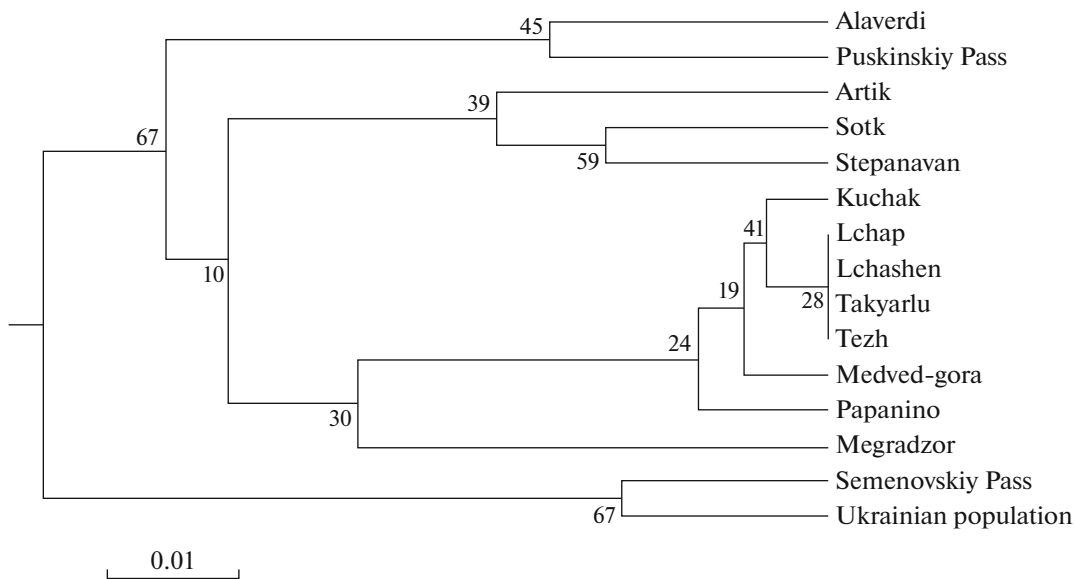 Alaverdi
45
Puskinskiy Pass
Artik
39
Sotk
67
59
Stepanavan
Kuchak
41
Lchap
10
Lchashen
19
28
Takyarlu
24
Tezh
Medved-gora
Papanino
30
Megradzor
Semenovskiy Pass
67
Ukrainian population
0.01